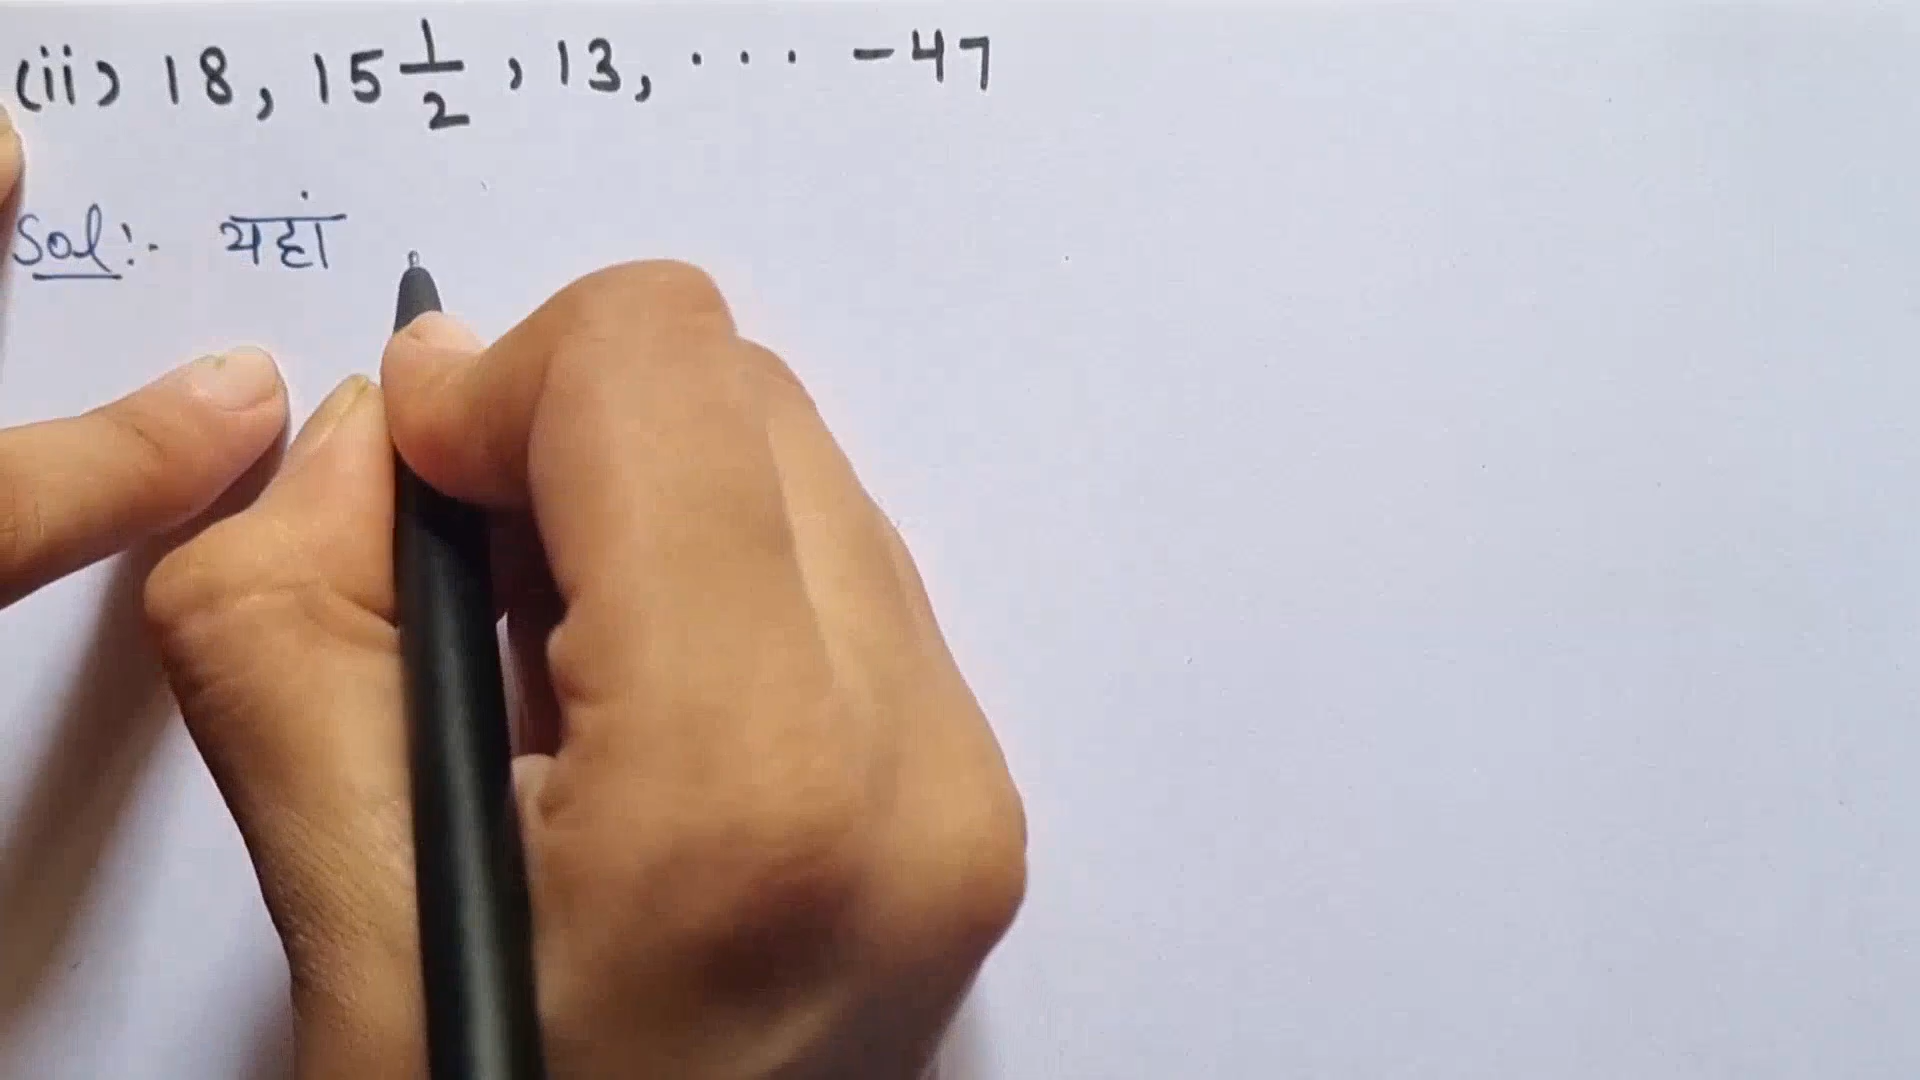 (ii) 18, 15 1/2, 13, ... -47
Sol:- यहां